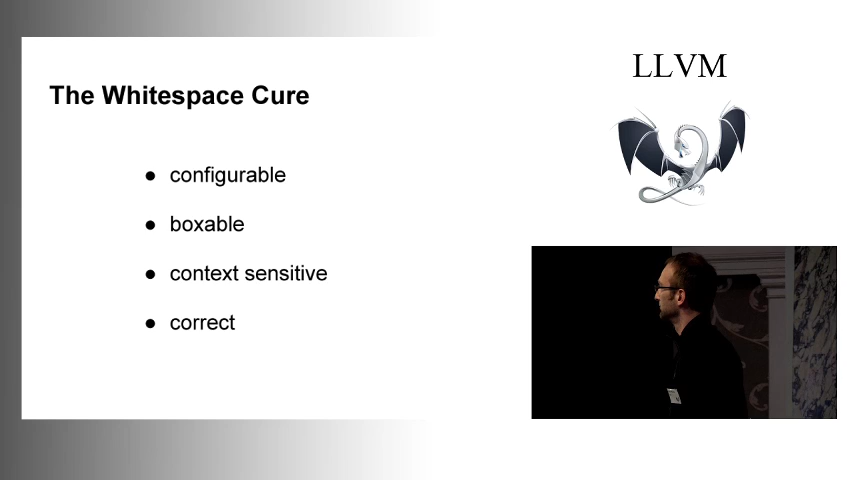 The Whitespace Cure
● configurable
● boxable
● context sensitive
● correct
LLVM